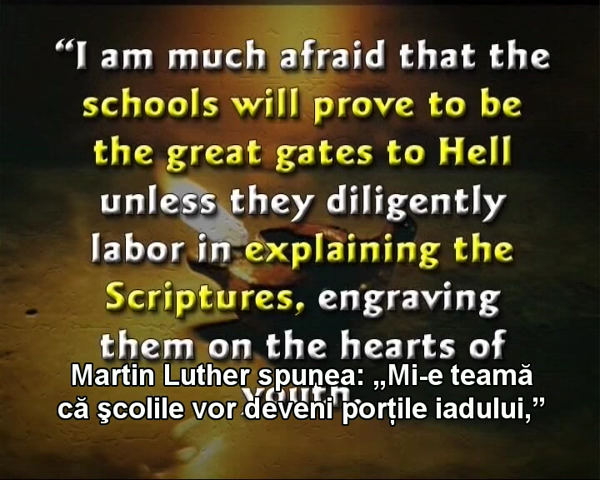 “I am much afraid that the
schools will prove to be
the great gates to Hell
unless they diligently
labor in explaining the
Scriptures, engraving
them on the hearts of
youth.
Martin Luther spunea: „Mi-e teamă
că şcolile vor deveni porțile iadului,”